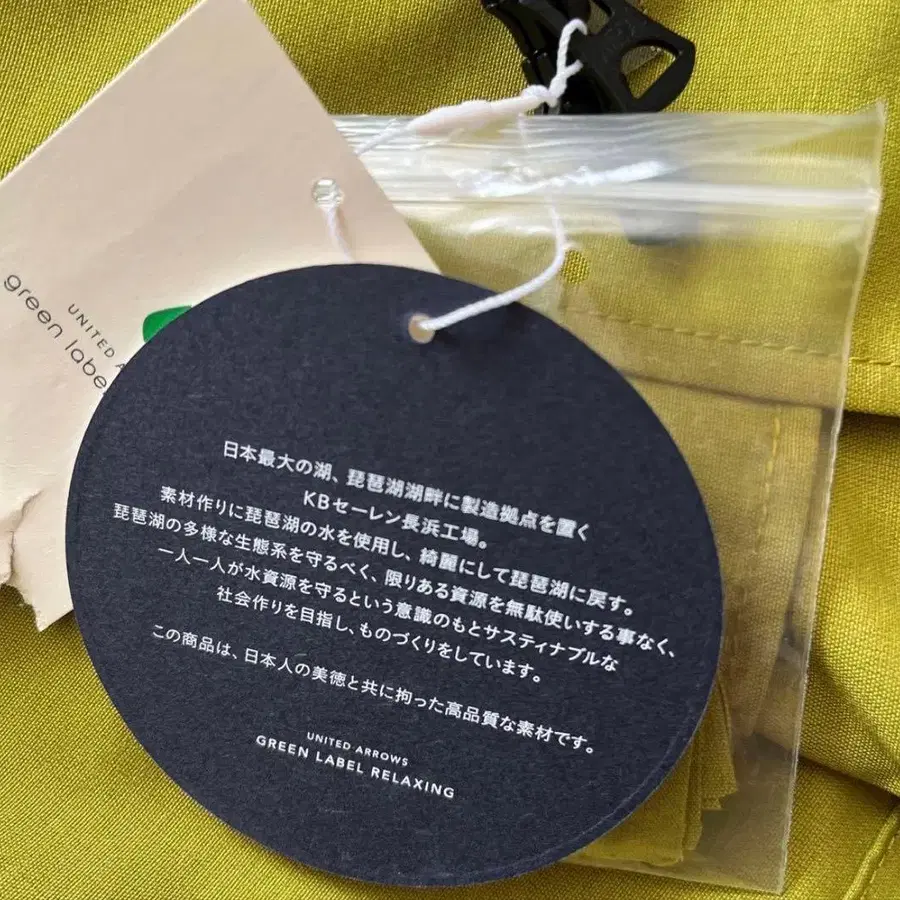 UNITED A
green label
日本最大の湖、琵琶湖湖畔に製造拠点を置く
KBセーレン長浜工場。
素材作りに琵琶湖の水を使用し、綺麗にして琵琶湖に戻す。
琵琶湖の多様な生態系を守るべく、限りある資源を無駄使いする事なく、
一人一人が水資源を守るという意識のもとサスティナブルな
社会作りを目指し、ものづくりをしています。
この商品は、日本人の美徳と共に拘った高品質な素材です。
UNITED ARROWS
GREEN LABEL RELAXING